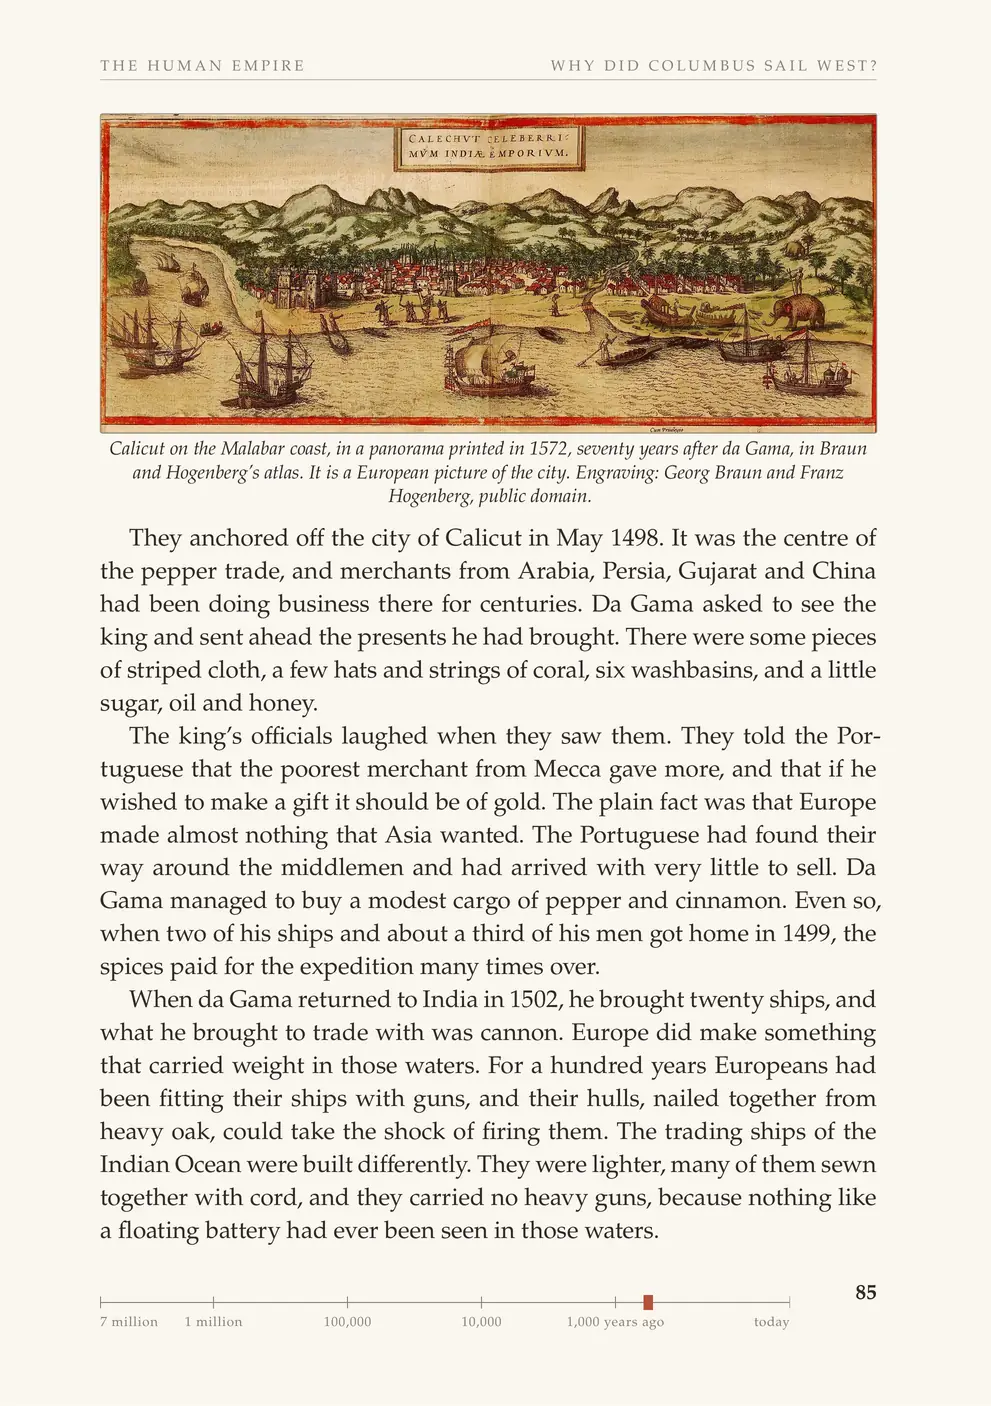 THE HUMAN EMPIRE
WHY DID COLUMBUS SAIL WEST?
CALECHVT CELEBERRI-
MVM INDIÆ EMPORIVM.
Cum Priuilegio
Calicut on the Malabar coast, in a panorama printed in 1572, seventy years after da Gama, in Braun
and Hogenberg’s atlas. It is a European picture of the city. Engraving: Georg Braun and Franz
Hogenberg, public domain.
They anchored off the city of Calicut in May 1498. It was the centre of
the pepper trade, and merchants from Arabia, Persia, Gujarat and China
had been doing business there for centuries. Da Gama asked to see the
king and sent ahead the presents he had brought. There were some pieces
of striped cloth, a few hats and strings of coral, six washbasins, and a little
sugar, oil and honey.
The king’s officials laughed when they saw them. They told the Por-
tuguese that the poorest merchant from Mecca gave more, and that if he
wished to make a gift it should be of gold. The plain fact was that Europe
made almost nothing that Asia wanted. The Portuguese had found their
way around the middlemen and had arrived with very little to sell. Da
Gama managed to buy a modest cargo of pepper and cinnamon. Even so,
when two of his ships and about a third of his men got home in 1499, the
spices paid for the expedition many times over.
When da Gama returned to India in 1502, he brought twenty ships, and
what he brought to trade with was cannon. Europe did make something
that carried weight in those waters. For a hundred years Europeans had
been fitting their ships with guns, and their hulls, nailed together from
heavy oak, could take the shock of firing them. The trading ships of the
Indian Ocean were built differently. They were lighter, many of them sewn
together with cord, and they carried no heavy guns, because nothing like
a floating battery had ever been seen in those waters.
85
7 million 1 million 100,000 10,000 1,000 years ago today